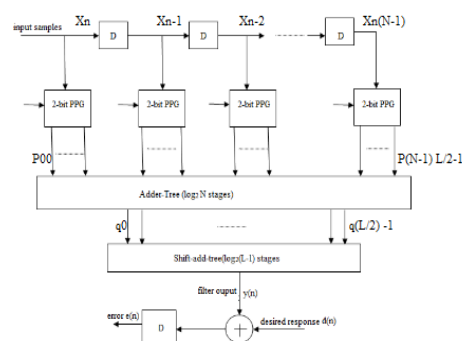 input samples Xn Xn-1 Xn-2 Xn(N-1)
D D D
2-bit PPG 2-bit PPG 2-bit PPG 2-bit PPG
P00 P(N-1) L/2-1
Adder-Tree (log₂ N stages)
q0 q(L/2) -1
Shift-add-tree(log₂(L-1) stages
filter ouput y(n)
error e(n) D + desired response d(n)